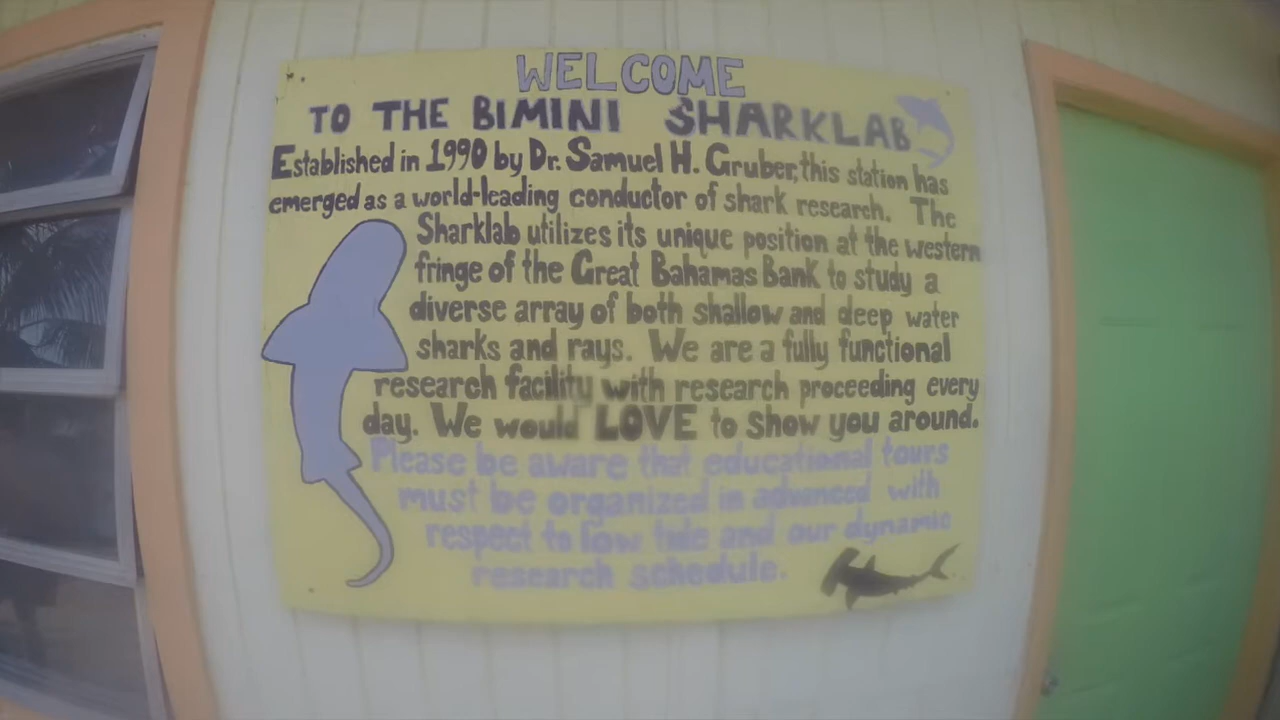 WELCOME
TO THE BIMINI SHARKLAB
Established in 1990 by Dr. Samuel H. Gruber, this station has
emerged as a world-leading conductor of shark research. The
Sharklab utilizes its unique position at the western
fringe of the Great Bahamas Bank to study a
diverse array of both shallow and deep water
sharks and rays. We are a fully functional
research facility with research proceeding every
day. We would LOVE to show you around.
Please be aware that educational tours
must be organized in advanced with
respect to low tide and our dynamic
research schedule.